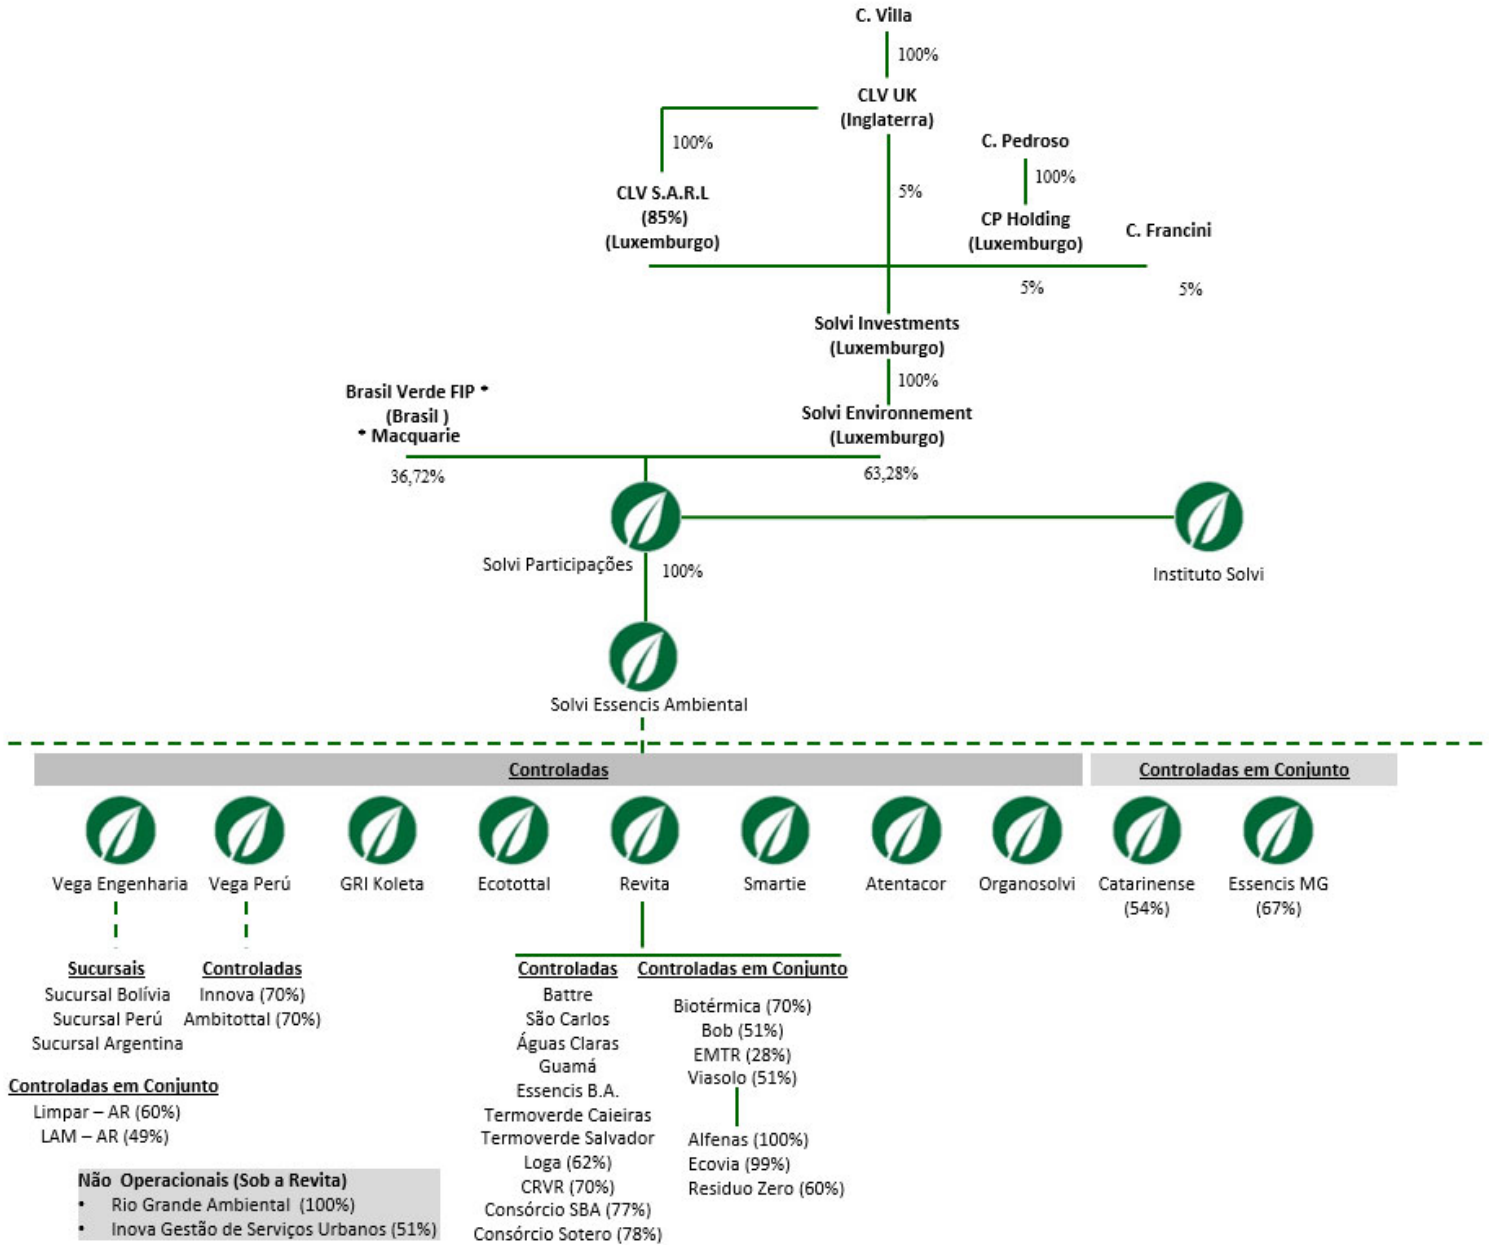 C. Villa
100%
CLV UK
(Inglaterra)
100%
C. Pedroso
100%
CLV S.A.R.L
(85%)
(Luxemburgo)
5%
CP Holding
(Luxemburgo)
C. Francini
5%
5%
Solvi Investments
(Luxemburgo)
100%
Brasil Verde FIP *
(Brasil )
* Macquarie
Solvi Environnement
(Luxemburgo)
36,72%
63,28%
Solvi Participações
100%
Instituto Solvi
Solvi Essencis Ambiental
Controladas
Controladas em Conjunto
Vega Engenharia
Vega Perú
GRI Koleta
Ecotottal
Revita
Smartie
Atentacor
Organosolvi
Catarinense
(54%)
Essencis MG
(67%)
Sucursais
Sucursal Bolívia
Sucursal Perú
Sucursal Argentina
Controladas em Conjunto
Limpar – AR (60%)
LAM – AR (49%)
Controladas
Innova (70%)
Ambitottal (70%)
Controladas
Battre
São Carlos
Águas Claras
Guamá
Essencis B.A.
Termoverde Caieiras
Termoverde Salvador
Loga (62%)
CRVR (70%)
Consórcio SBA (77%)
Consórcio Sotero (78%)
Controladas em Conjunto
Biotérmica (70%)
Bob (51%)
EMTR (28%)
Viasolo (51%)
Alfenas (100%)
Ecovia (99%)
Residuo Zero (60%)
Não Operacionais (Sob a Revita)
• Rio Grande Ambiental (100%)
• Inova Gestão de Serviços Urbanos (51%)